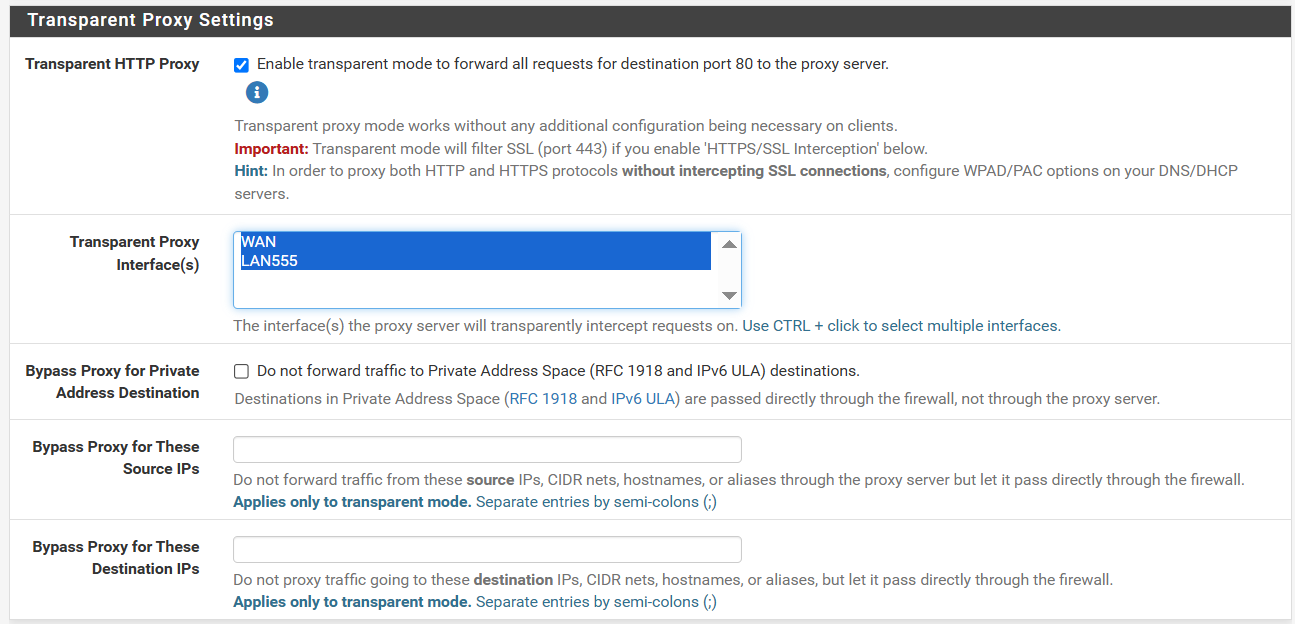 Transparent Proxy Settings
Transparent HTTP Proxy
Enable transparent mode to forward all requests for destination port 80 to the proxy server.
Transparent proxy mode works without any additional configuration being necessary on clients.
Important: Transparent mode will filter SSL (port 443) if you enable 'HTTPS/SSL Interception' below.
Hint: In order to proxy both HTTP and HTTPS protocols without intercepting SSL connections, configure WPAD/PAC options on your DNS/DHCP
servers.
Transparent Proxy
Interface(s)
WAN
LAN555
The interface(s) the proxy server will transparently intercept requests on. Use CTRL + click to select multiple interfaces.
Bypass Proxy for Private
Address Destination
Do not forward traffic to Private Address Space (RFC 1918 and IPv6 ULA) destinations.
Destinations in Private Address Space (RFC 1918 and IPv6 ULA) are passed directly through the firewall, not through the proxy server.
Bypass Proxy for These
Source IPs
Do not forward traffic from these source IPs, CIDR nets, hostnames, or aliases through the proxy server but let it pass directly through the firewall.
Applies only to transparent mode. Separate entries by semi-colons (;)
Bypass Proxy for These
Destination IPs
Do not proxy traffic going to these destination IPs, CIDR nets, hostnames, or aliases, but let it pass directly through the firewall.
Applies only to transparent mode. Separate entries by semi-colons (;)